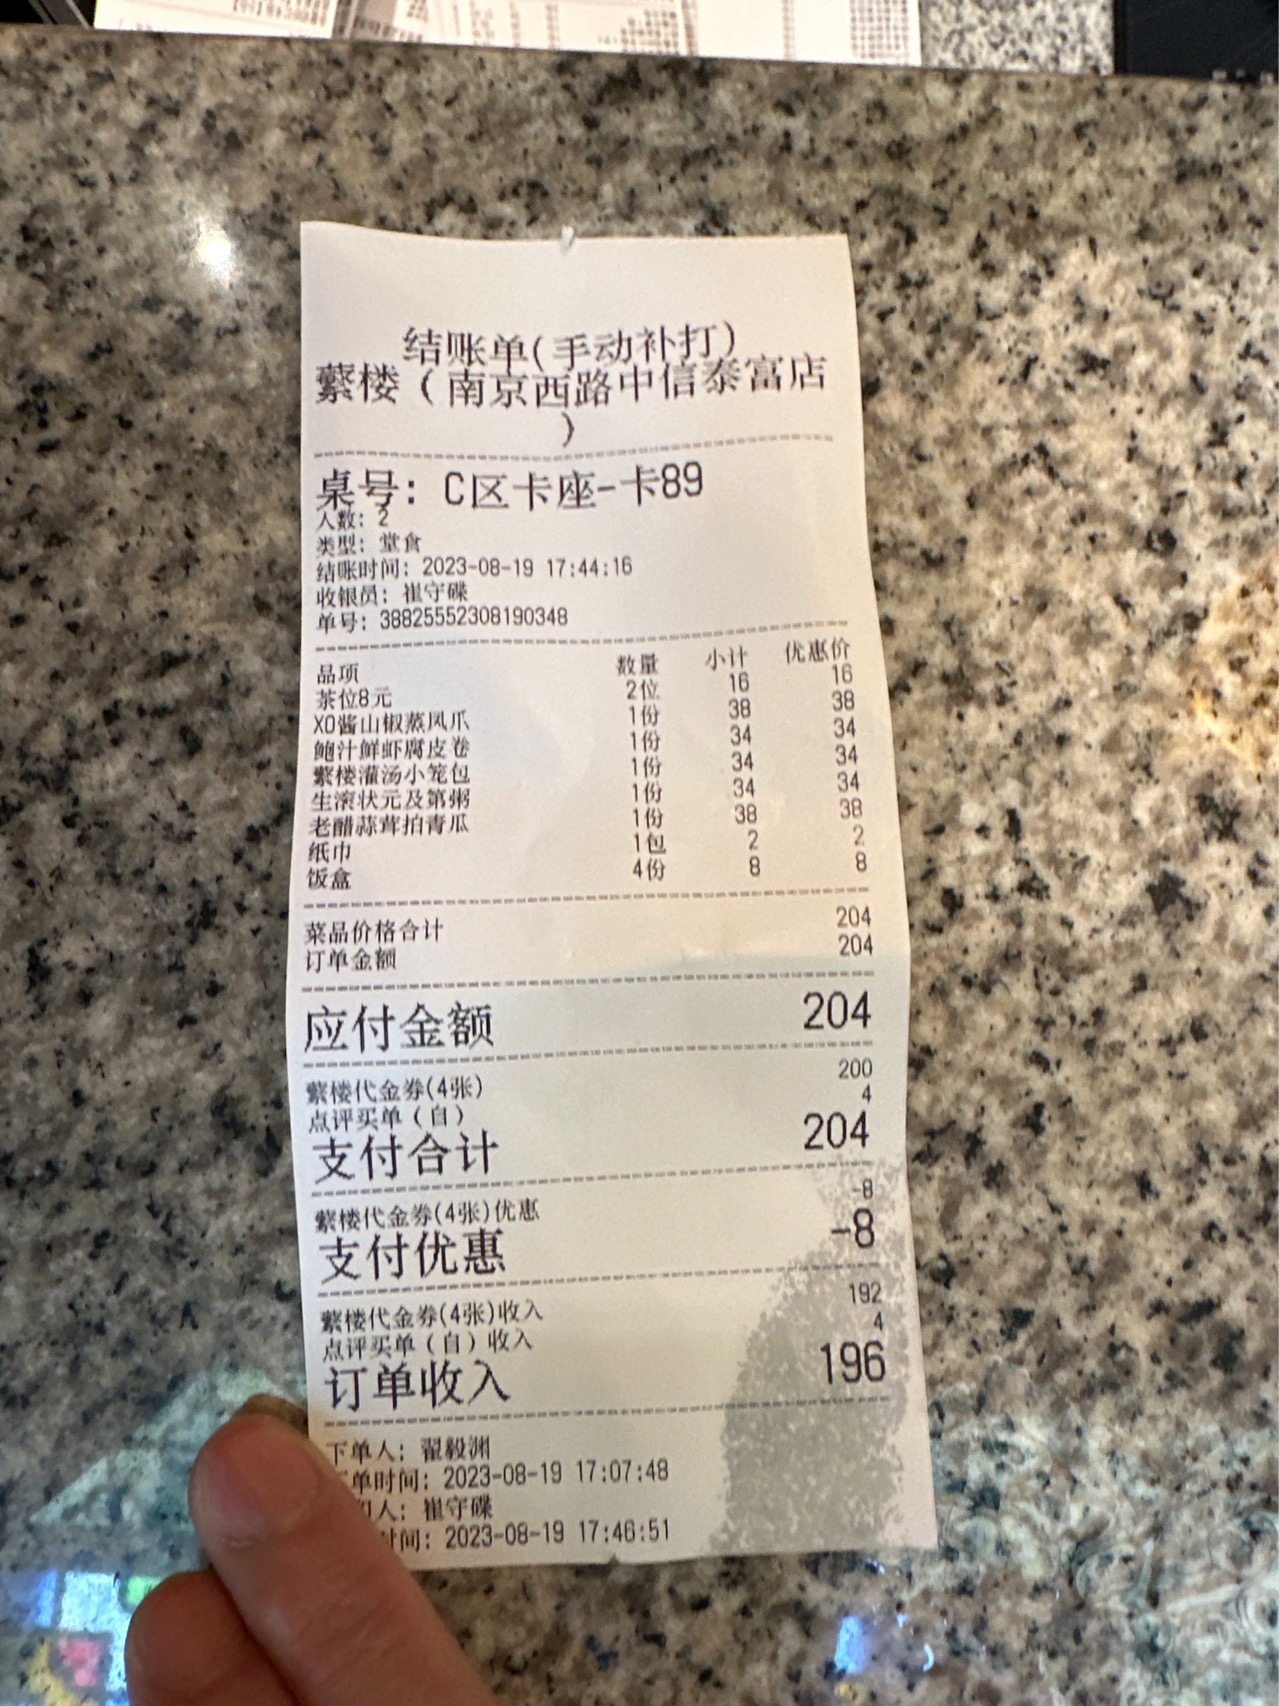 结账单(手动补打)
蘩楼（南京西路中信泰富店
）
桌号: C区卡座-卡89
人数: 2
类型: 堂食
结账时间: 2023-08-19 17:44:16
收银员: 崔守碟
单号: 38825552308190348
品项 数量 小计 优惠价
茶位8元 2位 16 16
XO酱山椒蒸凤爪 1份 38 38
鲍汁鲜虾腐皮卷 1份 34 34
蘩楼灌汤小笼包 1份 34 34
生滚状元及第粥 1份 34 34
老醋蒜茸拍青瓜 1份 38 38
纸巾 1包 2 2
饭盒 4份 8 8
菜品价格合计 204
订单金额 204
应付金额 204
蘩楼代金券(4张) 200
点评买单（自） 4
支付合计 204
蘩楼代金券(4张)优惠 -8
支付优惠 -8
蘩楼代金券(4张)收入 192
点评买单（自）收入 4
订单收入 196
下单人: 翟毅渊
单时间: 2023-08-19 17:07:48
人: 崔守碟
时间: 2023-08-19 17:46:51